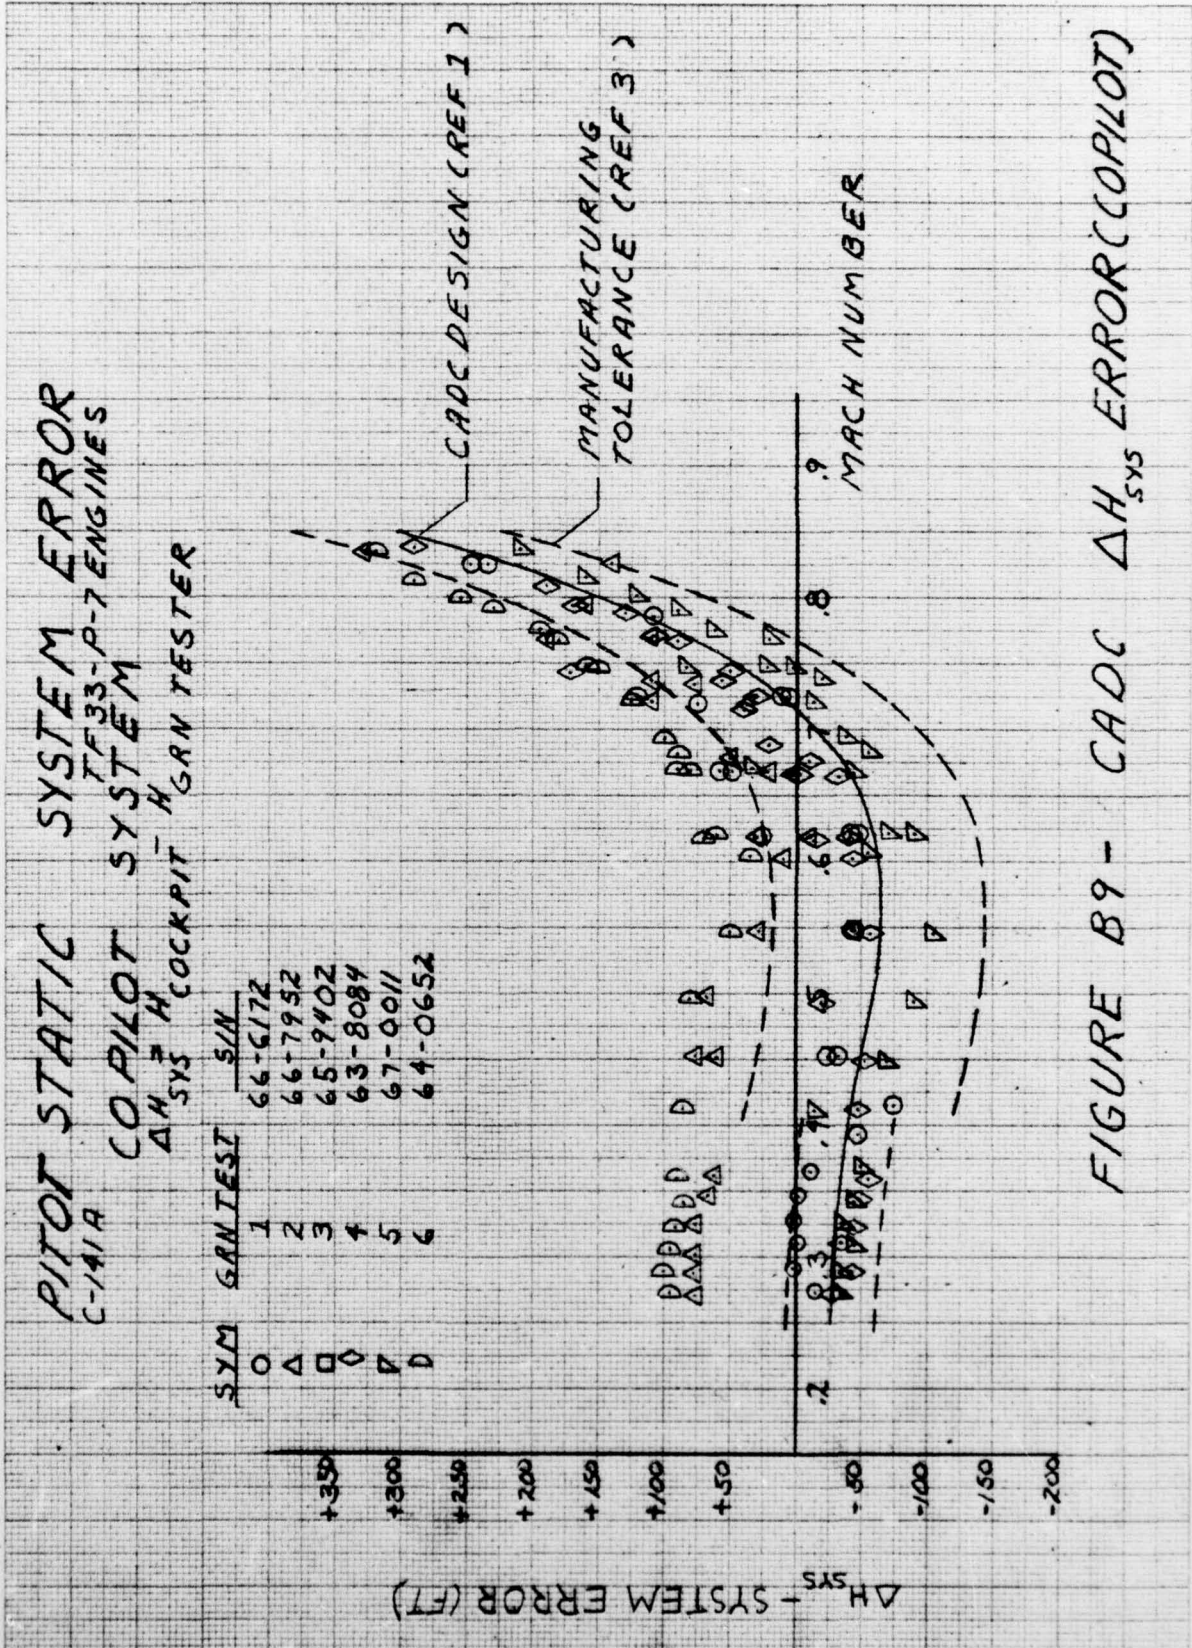 PITOT STATIC SYSTEM ERROR
C-141A TF33-P-7 ENGINES
COPILOT SYSTEM
ΔH SYS = H COCKPIT - H GRN TESTER
SYM GRN TEST S/N
○ 1 66-6172
△ 2 66-7952
□ 3 65-9402
◇ 4 63-8084
▽ 5 67-0011
D 6 64-0652
CADC DESIGN (REF 1)
MANUFACTURING
TOLERANCE (REF 3)
+350
+300
+250
+200
+150
+100
+50
-50
-100
-150
-200
ΔH SYS - SYSTEM ERROR (FT)
.2 .3 .4 .5 .6 .7 .8 .9
MACH NUMBER
FIGURE B9 - CADC ΔH SYS ERROR (COPILOT)